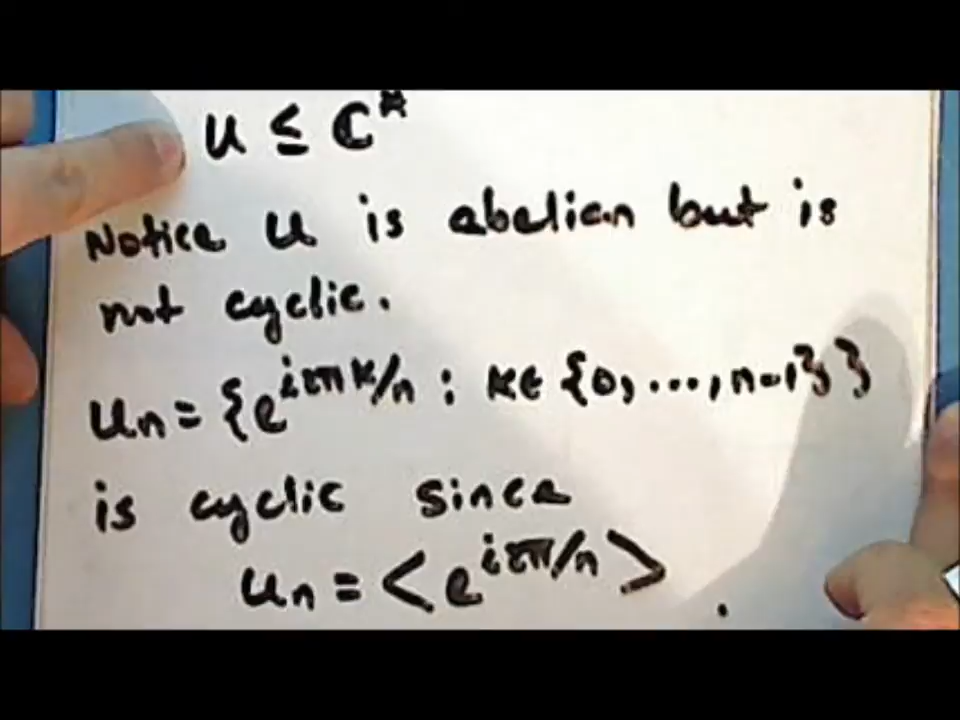 U ≤ ℂ*
Notice U is abelian but is
not cyclic.
Un = {e^{i2πk/n} : k∈ {0, ..., n-1} }
is cyclic since
Un = <e^{i2π/n}> .